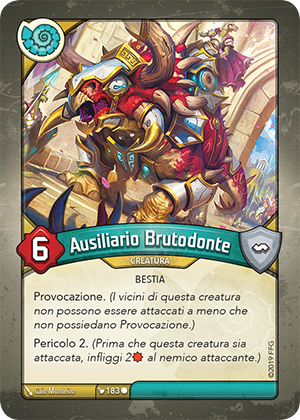 Ausiliario Brutodonte
6
CREATURA
BESTIA
Provocazione. (I vicini di questa creatura
non possono essere attaccati a meno che
non possiedano Provocazione.)
Pericolo 2. (Prima che questa creatura sia
attaccata, infliggi 2 al nemico attaccante.)
Caio Monteiro
183
©2019 FFG